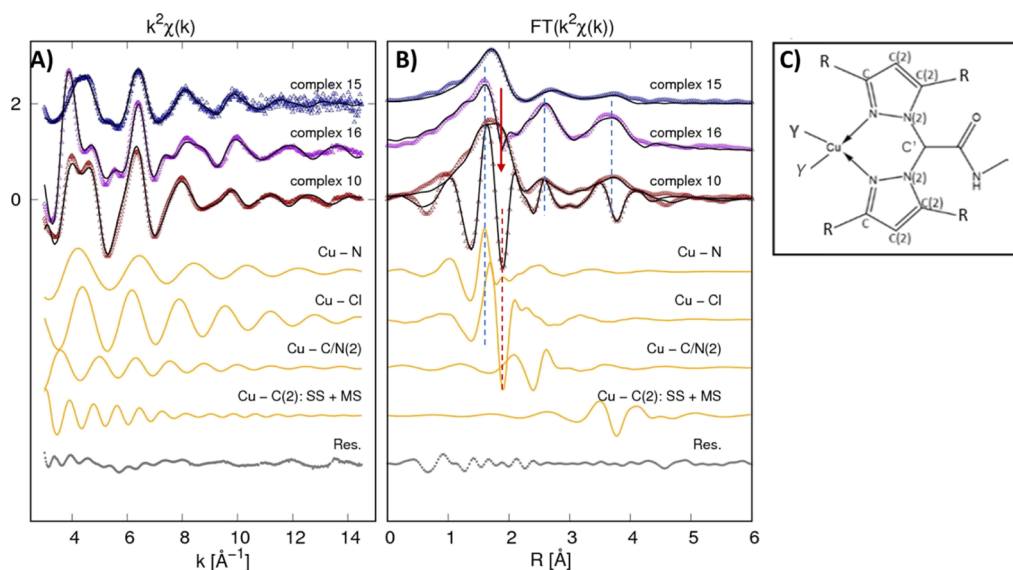 k²χ(k)
FT(k²χ(k))
A)
B)
C)
complex 15
complex 15
2
complex 16
complex 16
complex 10
complex 10
0
Cu – N
Cu – N
Cu – Cl
Cu – Cl
Cu – C/N(2)
Cu – C/N(2)
Cu – C(2): SS + MS
Cu – C(2): SS + MS
Res.
Res.
4 6 8 10 12 14
0 1 2 3 4 5 6
k [Å⁻¹]
R [Å]
C(2)
R C C(2) R
N N(2)
Y O
Cu C'
Y
N N(2) N
H
R C C(2) R
C(2)